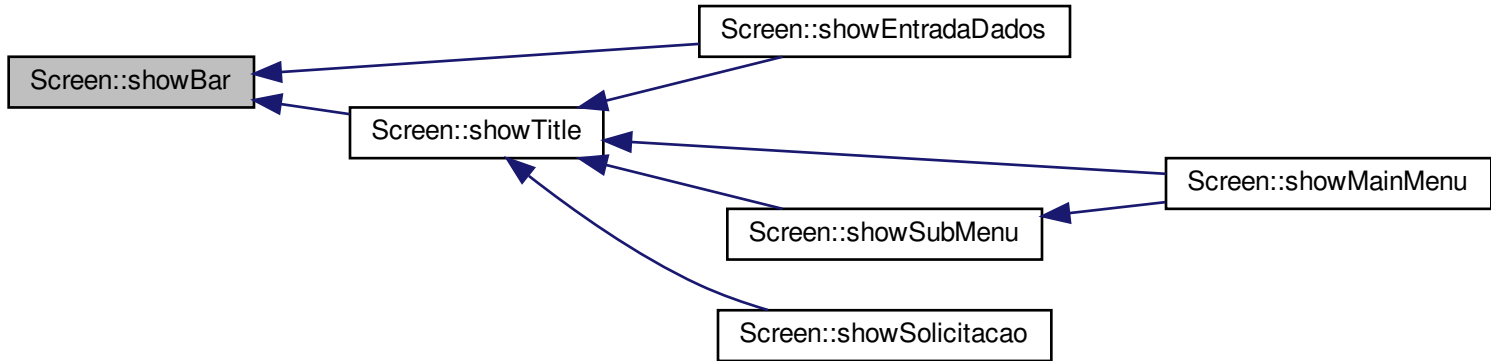 Screen::showEntradaDados
Screen::showBar
Screen::showTitle
Screen::showMainMenu
Screen::showSubMenu
Screen::showSolicitacao